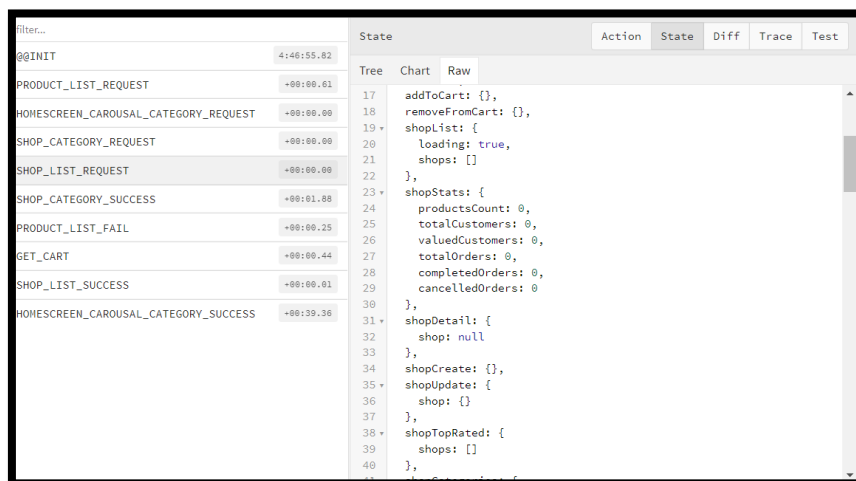 filter...
@@INIT 4:46:55.82
PRODUCT_LIST_REQUEST +00:00.61
HOMESCREEN_CAROUSAL_CATEGORY_REQUEST +00:00.00
SHOP_CATEGORY_REQUEST +00:00.00
SHOP_LIST_REQUEST +00:00.00
SHOP_CATEGORY_SUCCESS +00:01.88
PRODUCT_LIST_FAIL +00:00.25
GET_CART +00:00.44
SHOP_LIST_SUCCESS +00:00.01
HOMESCREEN_CAROUSAL_CATEGORY_SUCCESS +00:39.36
State Action State Diff Trace Test
Tree Chart Raw
17 addToCart: {},
18 removeFromCart: {},
19 shopList: {
20 loading: true,
21 shops: []
22 },
23 shopStats: {
24 productsCount: 0,
25 totalCustomers: 0,
26 valuedCustomers: 0,
27 totalOrders: 0,
28 completedOrders: 0,
29 cancelledOrders: 0
30 },
31 shopDetail: {
32 shop: null
33 },
34 shopCreate: {},
35 shopUpdate: {
36 shop: {}
37 },
38 shopTopRated: {
39 shops: []
40 },